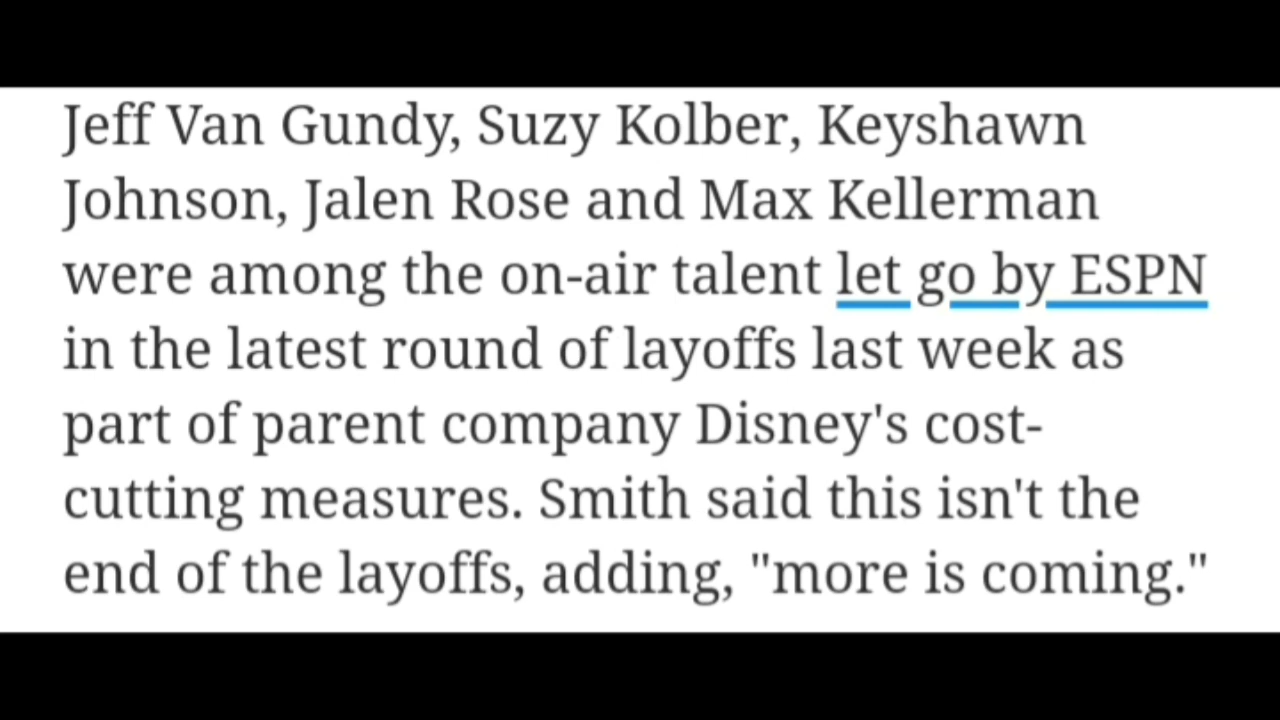 Jeff Van Gundy, Suzy Kolber, Keyshawn
Johnson, Jalen Rose and Max Kellerman
were among the on-air talent let go by ESPN
in the latest round of layoffs last week as
part of parent company Disney's cost-
cutting measures. Smith said this isn't the
end of the layoffs, adding, "more is coming."